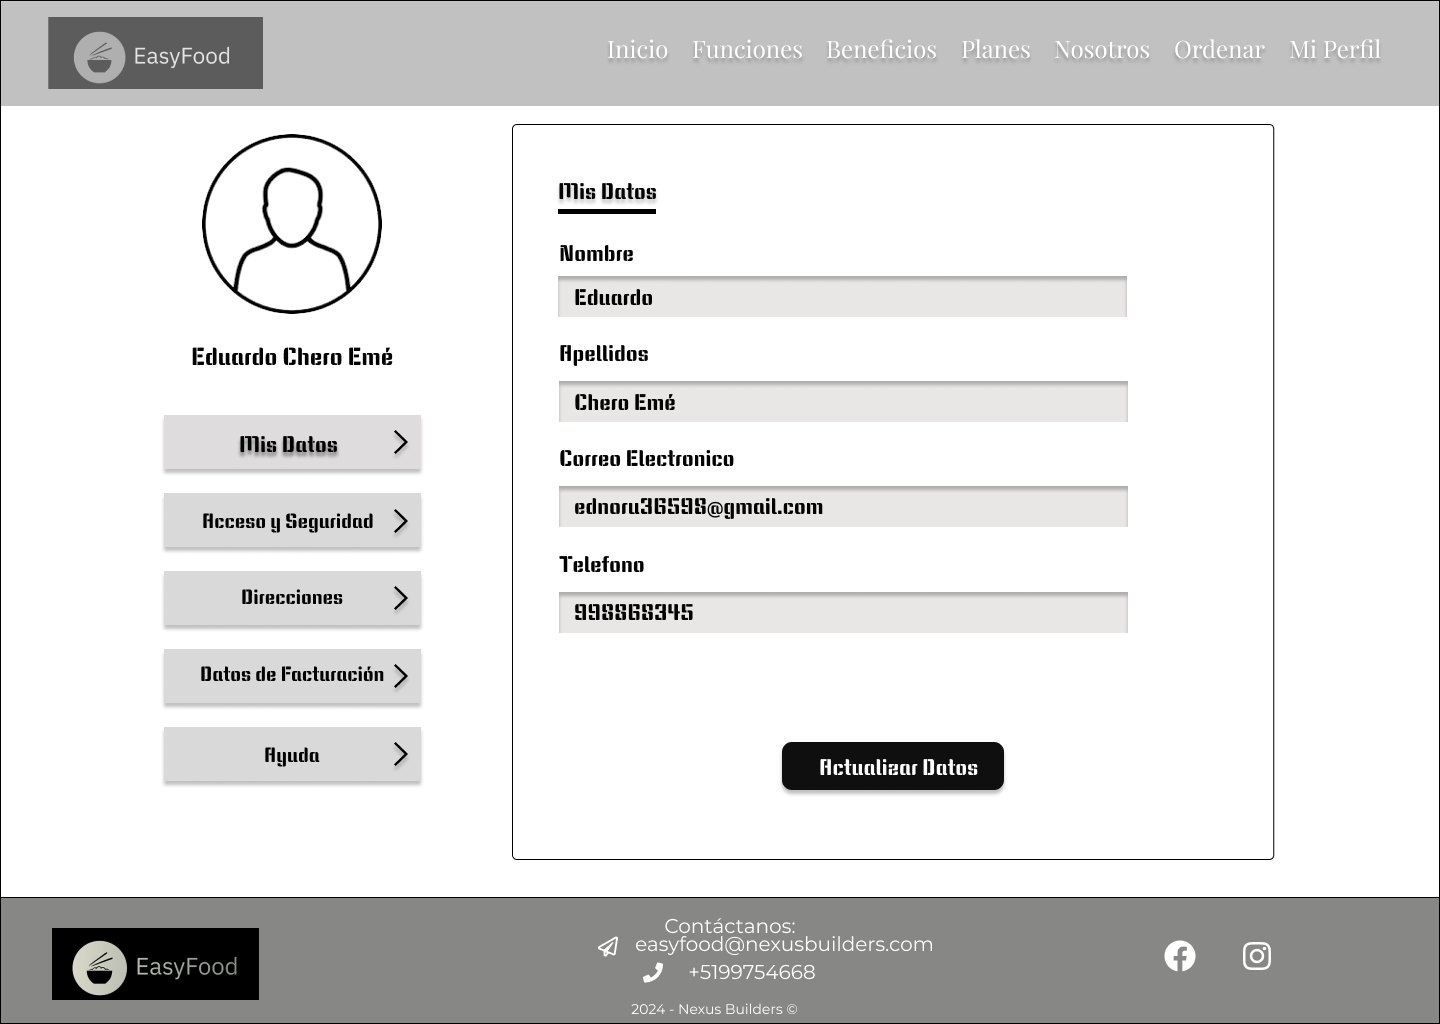 EasyFood
Inicio Funciones Beneficios Planes Nosotros Ordenar Mi Perfil
Eduardo Chero Emé
Mis Datos
Acceso y Seguridad
Direcciones
Datos de Facturación
Ayuda
Mis Datos
Nombre
Eduardo
Apellidos
Chero Emé
Correo Electronico
ednoru36598@gmail.com
Telefono
998868345
Actualizar Datos
EasyFood
Contáctanos:
easyfood@nexusbuilders.com
+5199754668
2024 - Nexus Builders ©